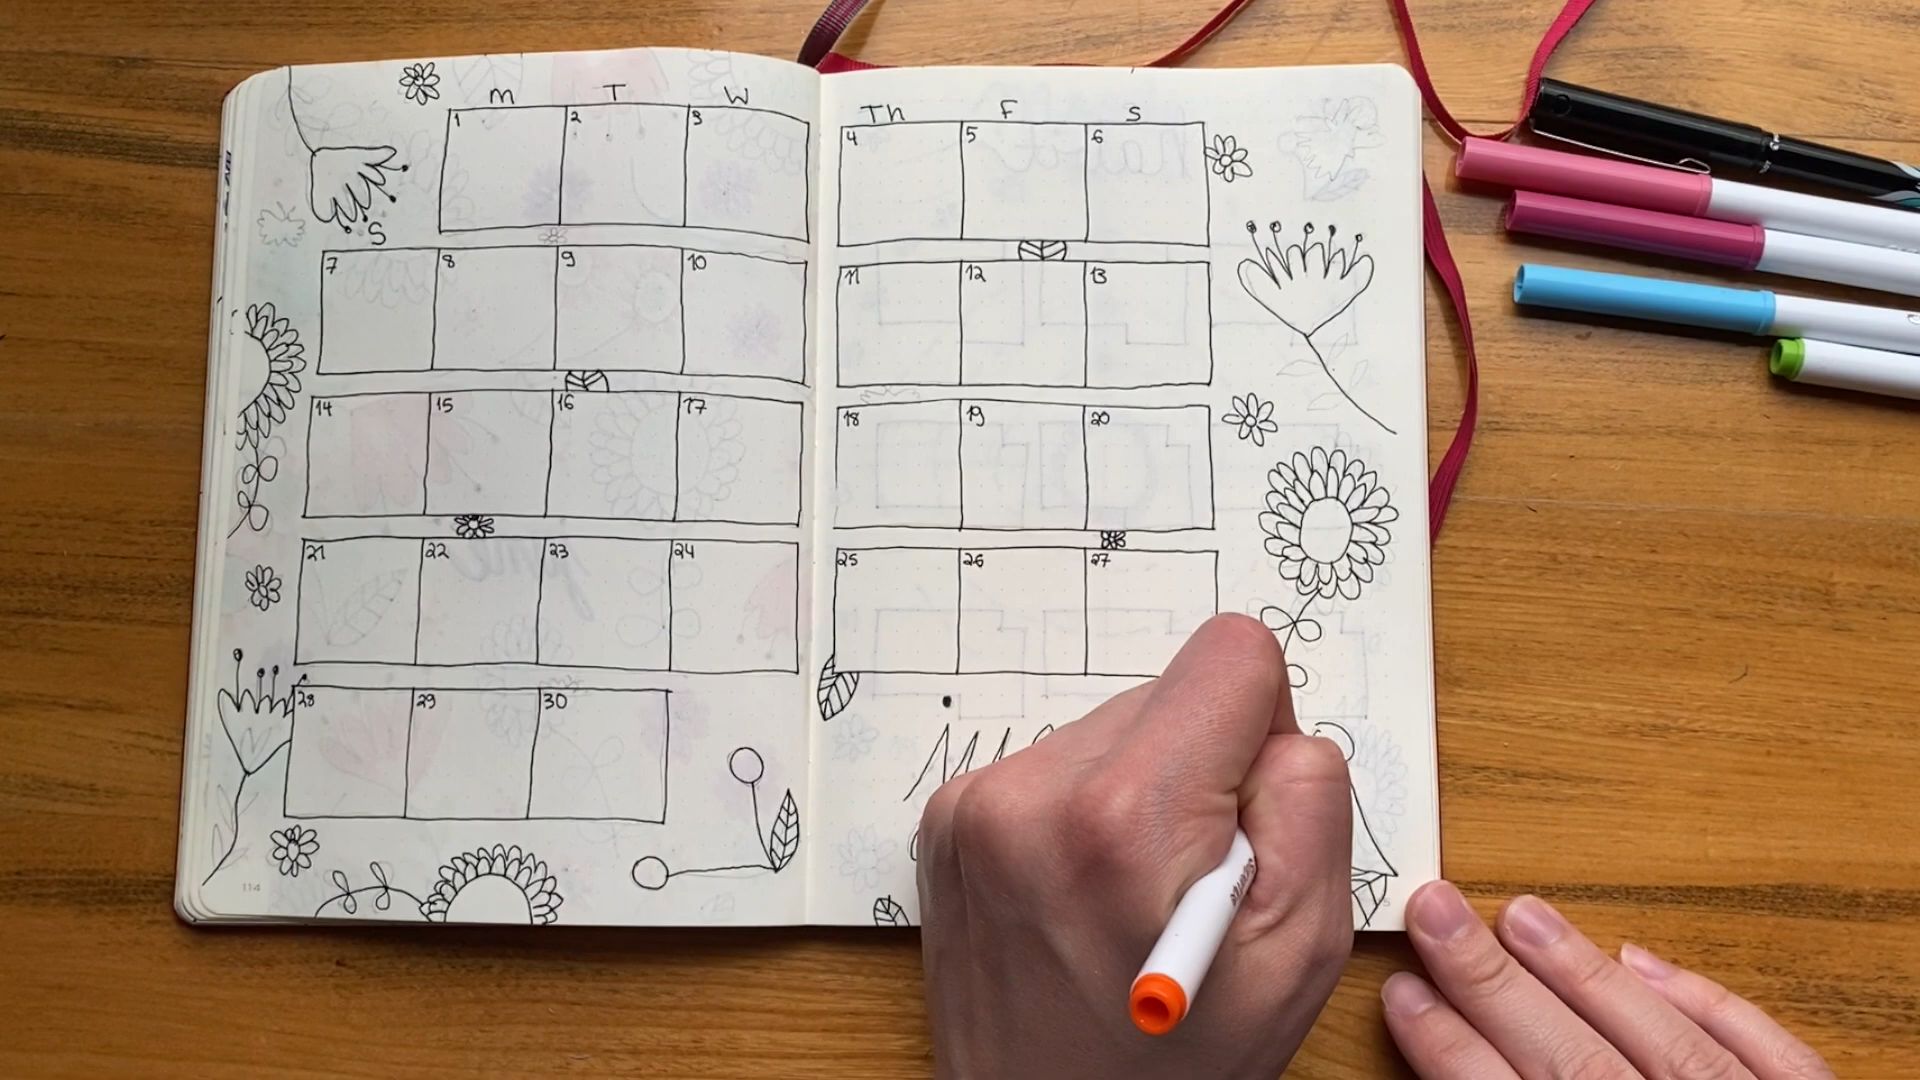 M T W Th F S
1 2 3 4 5 6
S
7 8 9 10 11 12 13
14 15 16 17 18 19 20
21 22 23 24 25 26 27
28 29 30
114